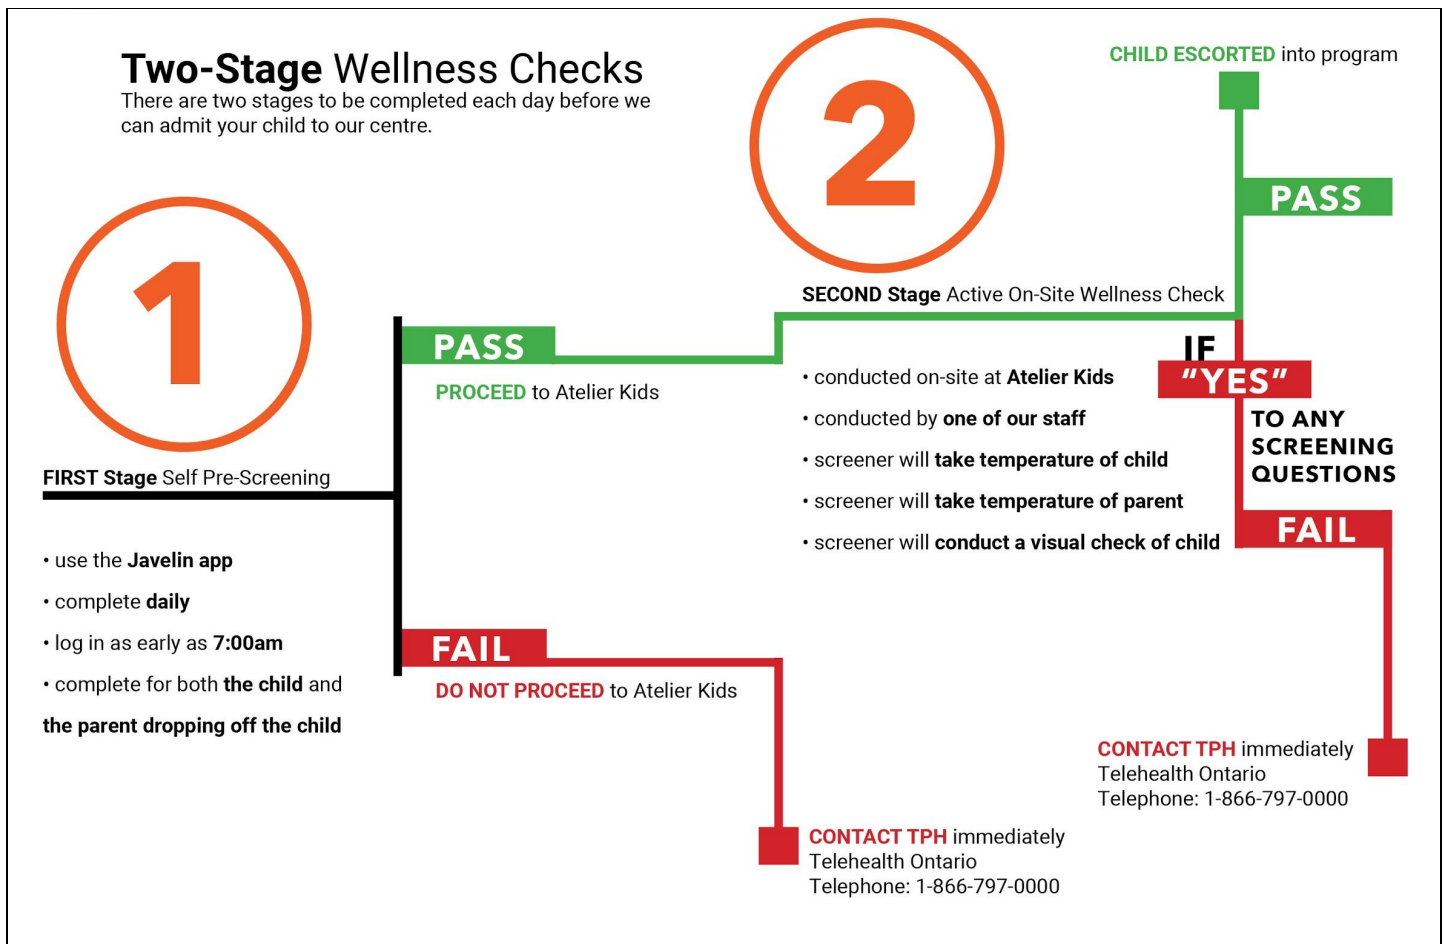 Two-Stage Wellness Checks
There are two stages to be completed each day before we
can admit your child to our centre.
1
FIRST Stage Self Pre-Screening
• use the Javelin app
• complete daily
• log in as early as 7:00am
• complete for both the child and
the parent dropping off the child
PASS
PROCEED to Atelier Kids
FAIL
DO NOT PROCEED to Atelier Kids
CONTACT TPH immediately
Telehealth Ontario
Telephone: 1-866-797-0000
2
SECOND Stage Active On-Site Wellness Check
• conducted on-site at Atelier Kids
• conducted by one of our staff
• screener will take temperature of child
• screener will take temperature of parent
• screener will conduct a visual check of child
CHILD ESCORTED into program
PASS
IF
“YES”
TO ANY
SCREENING
QUESTIONS
FAIL
CONTACT TPH immediately
Telehealth Ontario
Telephone: 1-866-797-0000